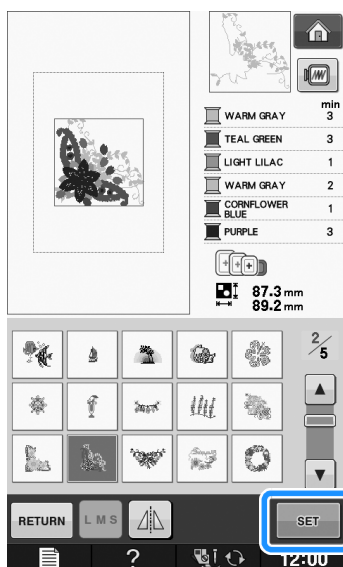 min
WARM GRAY 3
TEAL GREEN 3
LIGHT LILAC 1
WARM GRAY 2
CORNFLOWER
BLUE 1
PURPLE 3
87.3 mm
89.2 mm
2/5
RETURN L M S SET
? 12:00